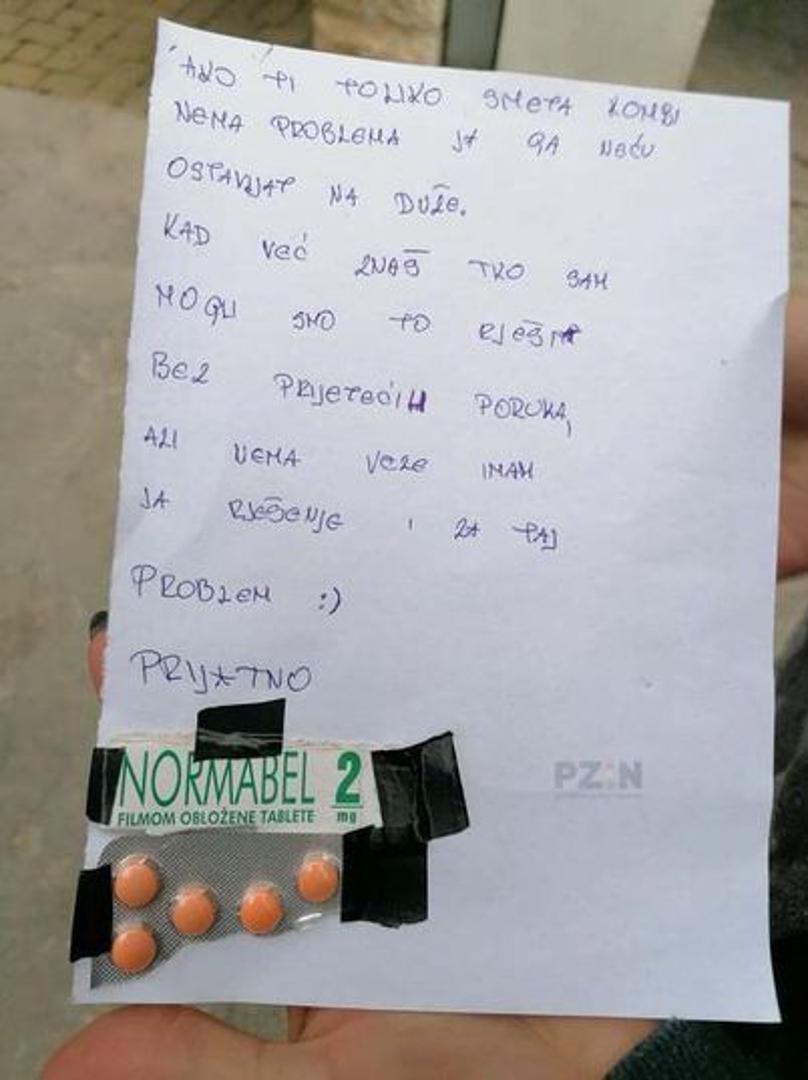 AKO TI TOLIKO SMETA KOMBI
NEMA PROBLEMA JA GA NEĆU
OSTAVLJAT NA DUŽE.
KAD VEĆ ZNAŠ TKO SAM
MOGLI SMO TO RJEŠIT
BEZ PRIJETEĆIH PORUKA,
ALI NEMA VEZE IMAM
JA RJEŠENJE I ZA TAJ
PROBLEM :)
PRIJATNO
NORMABEL 2
FILMOM OBLOŽENE TABLETE mg
PZ:N